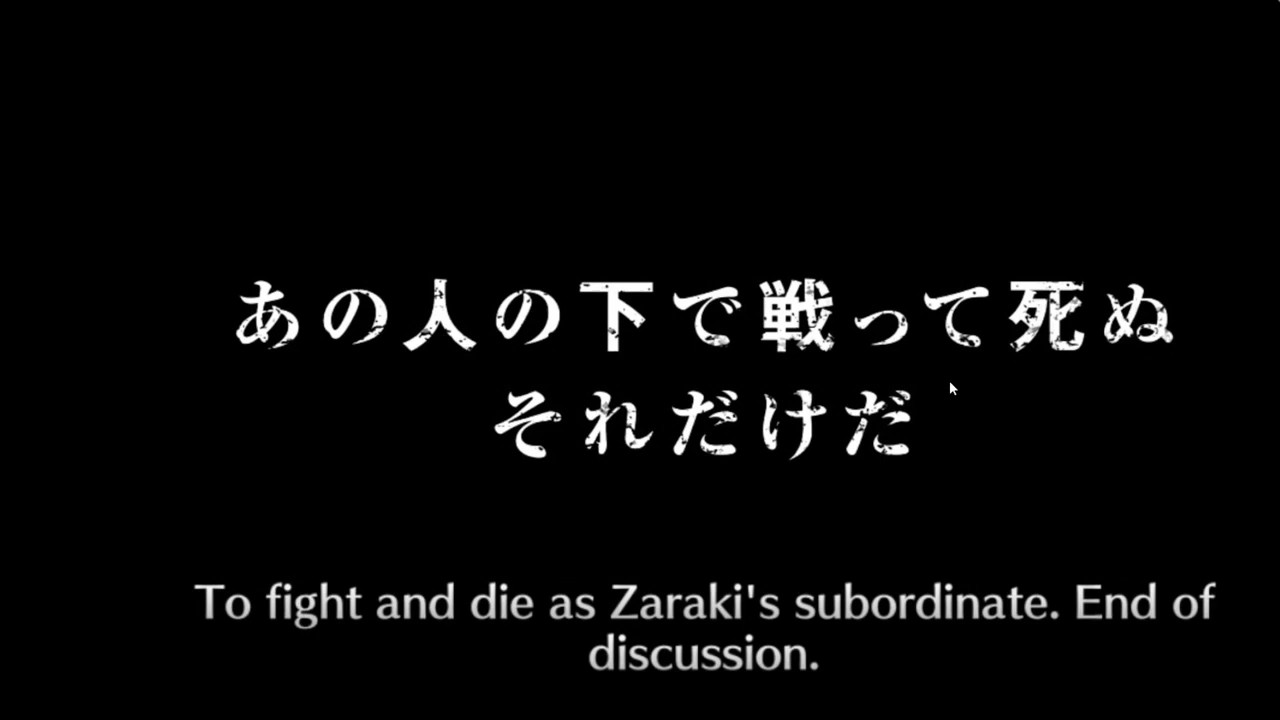 あの人の下で戦って死ぬ
それだけだ
To fight and die as Zaraki's subordinate. End of
discussion.